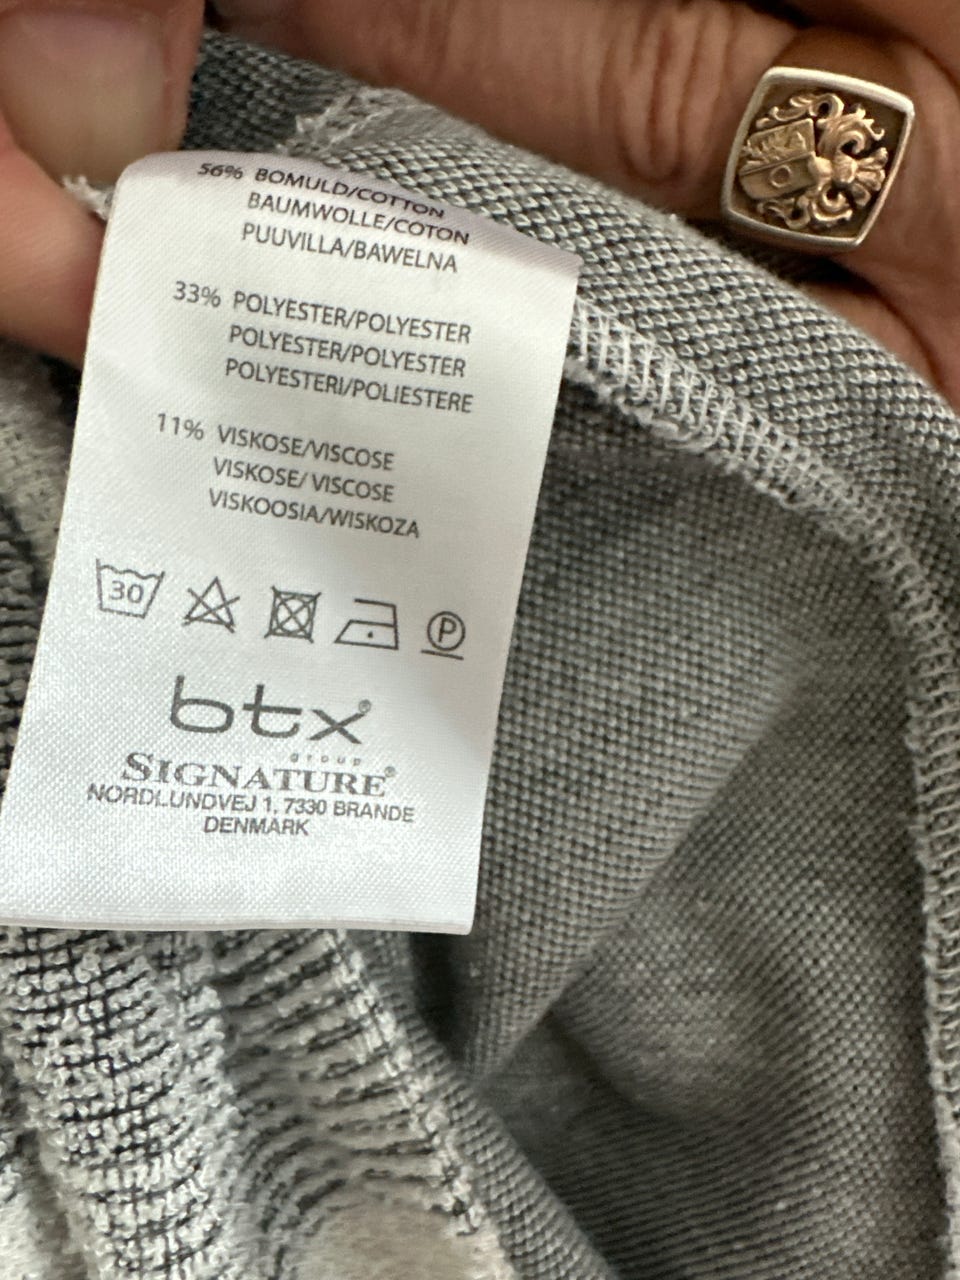 56% BOMULD/COTTON
BAUMWOLLE/COTON
PUUVILLA/BAWELNA
33% POLYESTER/POLYESTER
POLYESTER/POLYESTER
POLYESTERI/POLIESTERE
11% VISKOSE/VISCOSE
VISKOSE/ VISCOSE
VISKOOSIA/WISKOZA
30
P
btx®
group
SIGNATURE®
NORDLUNDVEJ 1. 7330 BRANDE
DENMARK